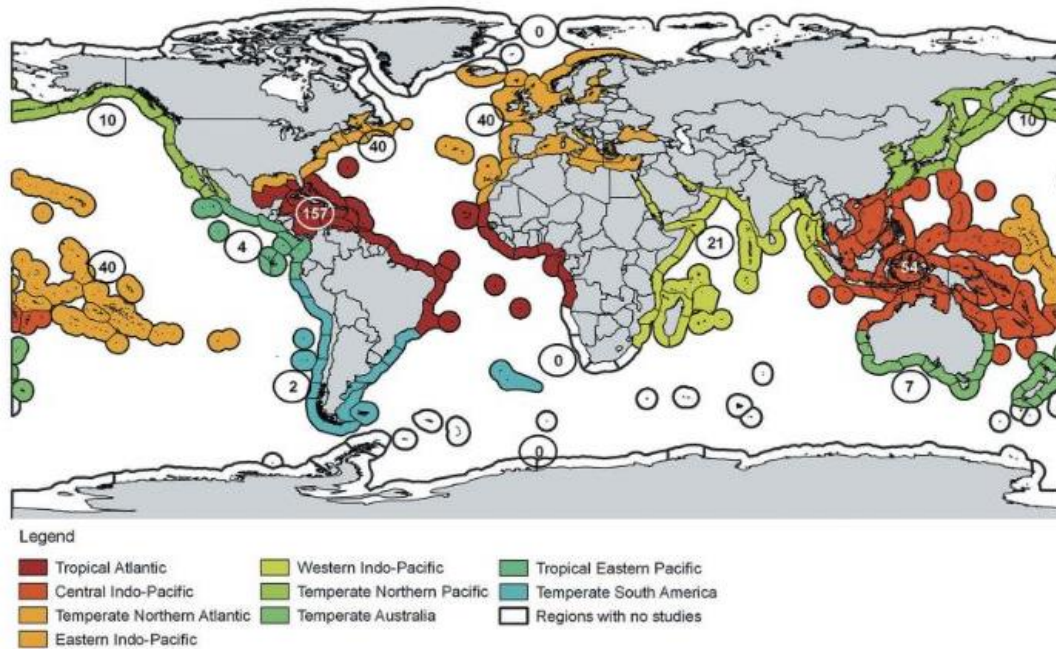 0
10
40
40
10
157
4
21
54
40
0
2
7
0
Legend
Tropical Atlantic
Western Indo-Pacific
Tropical Eastern Pacific
Central Indo-Pacific
Temperate Northern Pacific
Temperate South America
Temperate Northern Atlantic
Temperate Australia
Regions with no studies
Eastern Indo-Pacific